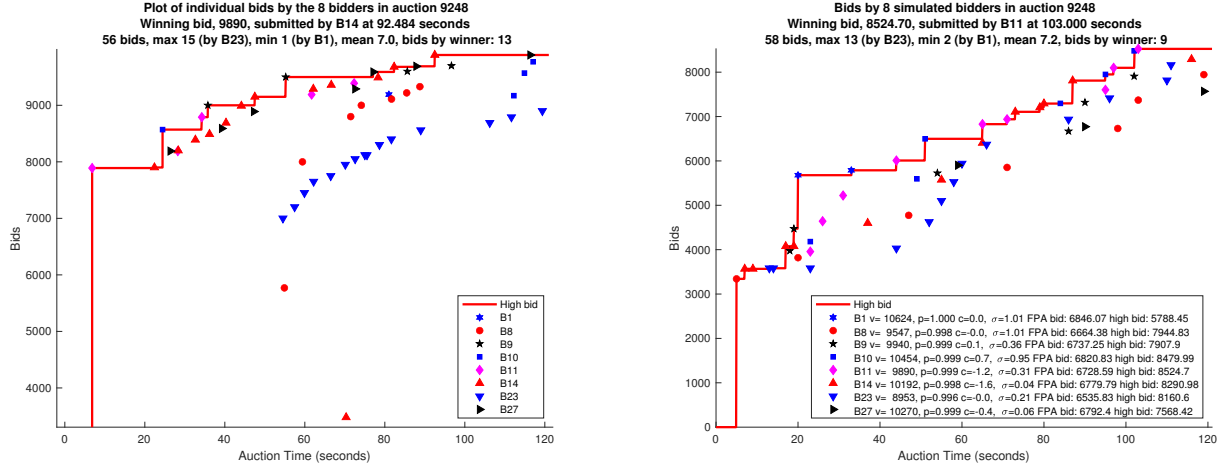 Plot of individual bids by the 8 bidders in auction 9248
Winning bid, 9890, submitted by B14 at 92.484 seconds
56 bids, max 15 (by B23), min 1 (by B1), mean 7.0, bids by winner: 13
9000
8000
7000
6000
5000
4000
Bids
0
20
40
60
80
100
120
Auction Time (seconds)
High bid
B1
B8
B9
B10
B11
B14
B23
B27
Bids by 8 simulated bidders in auction 9248
Winning bid, 8524.70, submitted by B11 at 103.000 seconds
58 bids, max 13 (by B23), min 2 (by B1), mean 7.2, bids by winner: 9
8000
7000
6000
5000
4000
3000
2000
1000
0
Bids
20
40
60
80
100
120
Auction Time (seconds)
High bid
B1 v= 10624, p=1.000 c=0.0, σ=1.01 FPA bid: 6846.07 high bid: 5788.45
B8 v= 9547, p=0.998 c=-0.0, σ=1.01 FPA bid: 6664.38 high bid: 7944.83
B9 v= 9940, p=0.999 c=0.1, σ=0.36 FPA bid: 6737.25 high bid: 7907.9
B10 v= 10454, p=0.999 c=0.7, σ=0.95 FPA bid: 6820.83 high bid: 8479.99
B11 v= 9890, p=0.999 c=-1.2, σ=0.31 FPA bid: 6728.59 high bid: 8524.7
B14 v= 10192, p=0.998 c=-1.6, σ=0.04 FPA bid: 6779.79 high bid: 8290.98
B23 v= 8953, p=0.996 c=-0.0, σ=0.21 FPA bid: 6535.83 high bid: 8160.6
B27 v= 10270, p=0.999 c=-0.4, σ=0.06 FPA bid: 6792.4 high bid: 7568.42